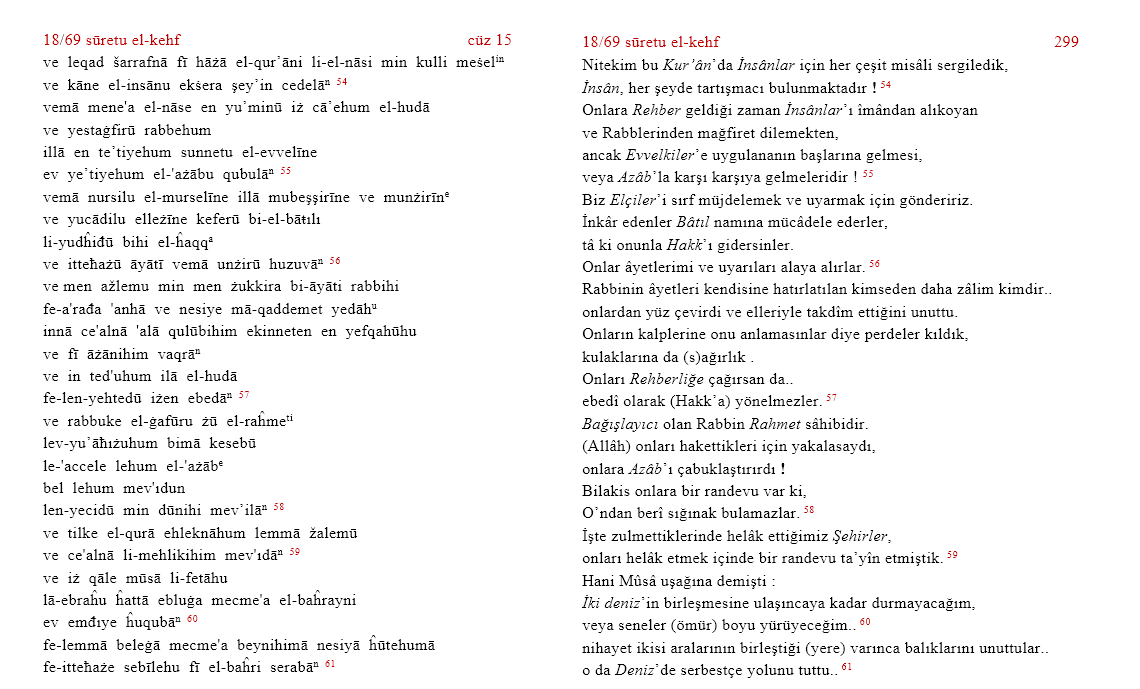 18/69 sūretu el-kehf cüz 15
ve leqad šarrafnā fī hāżā el-qur’āni li-el-nāsi min kulli meśelⁱⁿ
ve kāne el-insānu ekśera şey’in cedelāⁿ ⁵⁴
vemā mene'a el-nāse en yu’minū iż cā’ehum el-hudā
ve yestaġfirū rabbehum
illā en te’tiyehum sunnetu el-evvelīne
ev ye’tiyehum el-'ażābu qubulāⁿ ⁵⁵
vemā nursilu el-murselīne illā mubeşşirīne ve munżirīnᵉ
ve yucādilu elleżīne keferū bi-el-bāŧılı
li-yudĥiđū bihi el-ĥaqqᵃ
ve itteħażū āyātī vemā unżirū huzuvāⁿ ⁵⁶
ve men ažlemu min men żukkira bi-āyāti rabbihi
fe-a'rađa 'anhā ve nesiye mā-qaddemet yedāhᵘ
innā ce'alnā 'alā qulūbihim ekinneten en yefqahūhu
ve fī āżānihim vaqrāⁿ
ve in ted'uhum ilā el-hudā
fe-len-yehtedū iżen ebedāⁿ ⁵⁷
ve rabbuke el-ġafūru żū el-raĥmeᵗⁱ
lev-yu’āħıżuhum bimā kesebū
le-'accele lehum el-'ażābᵉ
bel lehum mev'ıdun
len-yecidū min dūnihi mev’ilāⁿ ⁵⁸
ve tilke el-qurā ehleknāhum lemmā žalemū
ve ce'alnā li-mehlikihim mev'ıdāⁿ ⁵⁹
ve iż qāle mūsā li-fetāhu
lā-ebraĥu ĥattā ebluġa mecme'a el-baĥrayni
ev emđıye ĥuqubāⁿ ⁶⁰
fe-lemmā beleġā mecme'a beynihimā nesiyā ĥūtehumā
fe-itteħaże sebīlehu fī el-baĥri serabāⁿ ⁶¹
18/69 sūretu el-kehf 299
Nitekim bu Kur’ân’da İnsânlar için her çeşit misâli sergiledik,
İnsân, her şeyde tartışmacı bulunmaktadır ! ⁵⁴
Onlara Rehber geldiği zaman İnsânlar’ı îmândan alıkoyan
ve Rabblerinden mağfiret dilemekten,
ancak Evvelkiler’e uygulananın başlarına gelmesi,
veya Azâb’la karşı karşıya gelmeleridir ! ⁵⁵
Biz Elçiler’i sırf müjdelemek ve uyarmak için göndeririz.
İnkâr edenler Bâtıl namına mücâdele ederler,
tâ ki onunla Hakk’ı gidersinler.
Onlar âyetlerimi ve uyarıları alaya alırlar. ⁵⁶
Rabbinin âyetleri kendisine hatırlatılan kimseden daha zâlim kimdir..
onlardan yüz çevirdi ve elleriyle takdîm ettiğini unuttu.
Onların kalplerine onu anlamasınlar diye perdeler kıldık,
kulaklarına da (s)ağırlık .
Onları Rehberliğe çağırsan da..
ebedî olarak (Hakk’a) yönelmezler. ⁵⁷
Bağışlayıcı olan Rabbin Rahmet sâhibidir.
(Allâh) onları hakettikleri için yakalasaydı,
onlara Azâb’ı çabuklaştırırdı !
Bilakis onlara bir randevu var ki,
O’ndan berî sığınak bulamazlar. ⁵⁸
İşte zulmettiklerinde helâk ettiğimiz Şehirler,
onları helâk etmek içinde bir randevu ta’yîn etmiştik. ⁵⁹
Hani Mûsâ uşağına demişti :
İki deniz’in birleşmesine ulaşıncaya kadar durmayacağım,
veya seneler (ömür) boyu yürüyeceğim.. ⁶⁰
nihayet ikisi aralarının birleştiği (yere) varınca balıklarını unuttular..
o da Deniz’de serbestçe yolunu tuttu.. ⁶¹